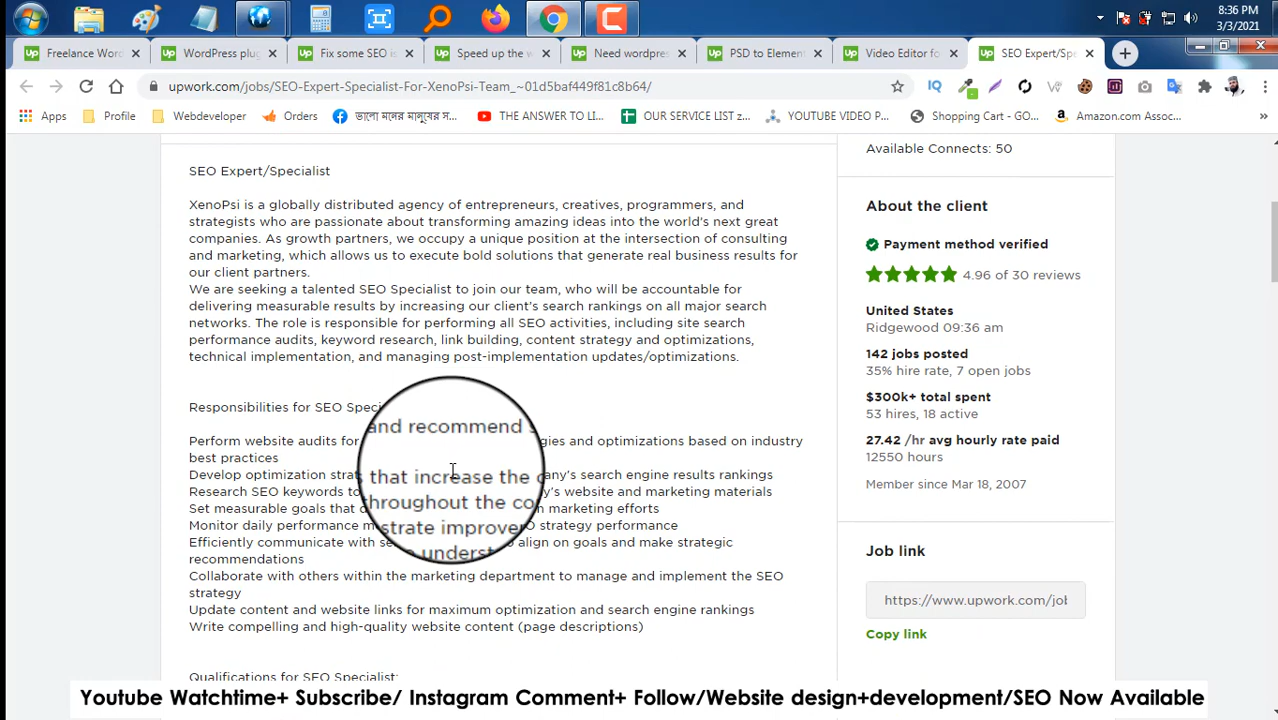 8:36 PM
3/3/2021
Freelance Word
WordPress plug
Fix some SEO is
Speed up the w
Need wordpres
PSD to Element
Video Editor fo
SEO Expert/Spe
upwork.com/jobs/SEO-Expert-Specialist-For-XenoPsi-Team_~01d5baf449f81c8b64/
Apps
Profile
Webdeveloper
Orders
ভালো মনের মানুষের স...
THE ANSWER TO LI...
OUR SERVICE LIST z...
YOUTUBE VIDEO P...
Shopping Cart - GO...
Amazon.com Assoc...
SEO Expert/Specialist
XenoPsi is a globally distributed agency of entrepreneurs, creatives, programmers, and
strategists who are passionate about transforming amazing ideas into the world's next great
companies. As growth partners, we occupy a unique position at the intersection of consulting
and marketing, which allows us to execute bold solutions that generate real business results for
our client partners.
We are seeking a talented SEO Specialist to join our team, who will be accountable for
delivering measurable results by increasing our client's search rankings on all major search
networks. The role is responsible for performing all SEO activities, including site search
performance audits, keyword research, link building, content strategy and optimizations,
technical implementation, and managing post-implementation updates/optimizations.
Responsibilities for SEO Speci
Perform website audits for and recommend s gies and optimizations based on industry
best practices
Develop optimization strat that increase the c any's search engine results rankings
Research SEO keywords to throughout the co y's website and marketing materials
Set measurable goals that strate improve n marketing efforts
Monitor daily performance m underst O strategy performance
Efficiently communicate with se align on goals and make strategic
recommendations
Collaborate with others within the marketing department to manage and implement the SEO
strategy
Update content and website links for maximum optimization and search engine rankings
Write compelling and high-quality website content (page descriptions)
Qualifications for SEO Specialist:
Available Connects: 50
About the client
Payment method verified
4.96 of 30 reviews
United States
Ridgewood 09:36 am
142 jobs posted
35% hire rate, 7 open jobs
$300k+ total spent
53 hires, 18 active
27.42 /hr avg hourly rate paid
12550 hours
Member since Mar 18, 2007
Job link
https://www.upwork.com/jol
Copy link
Youtube Watchtime+ Subscribe/ Instagram Comment+ Follow/Website design+development/SEO Now Available